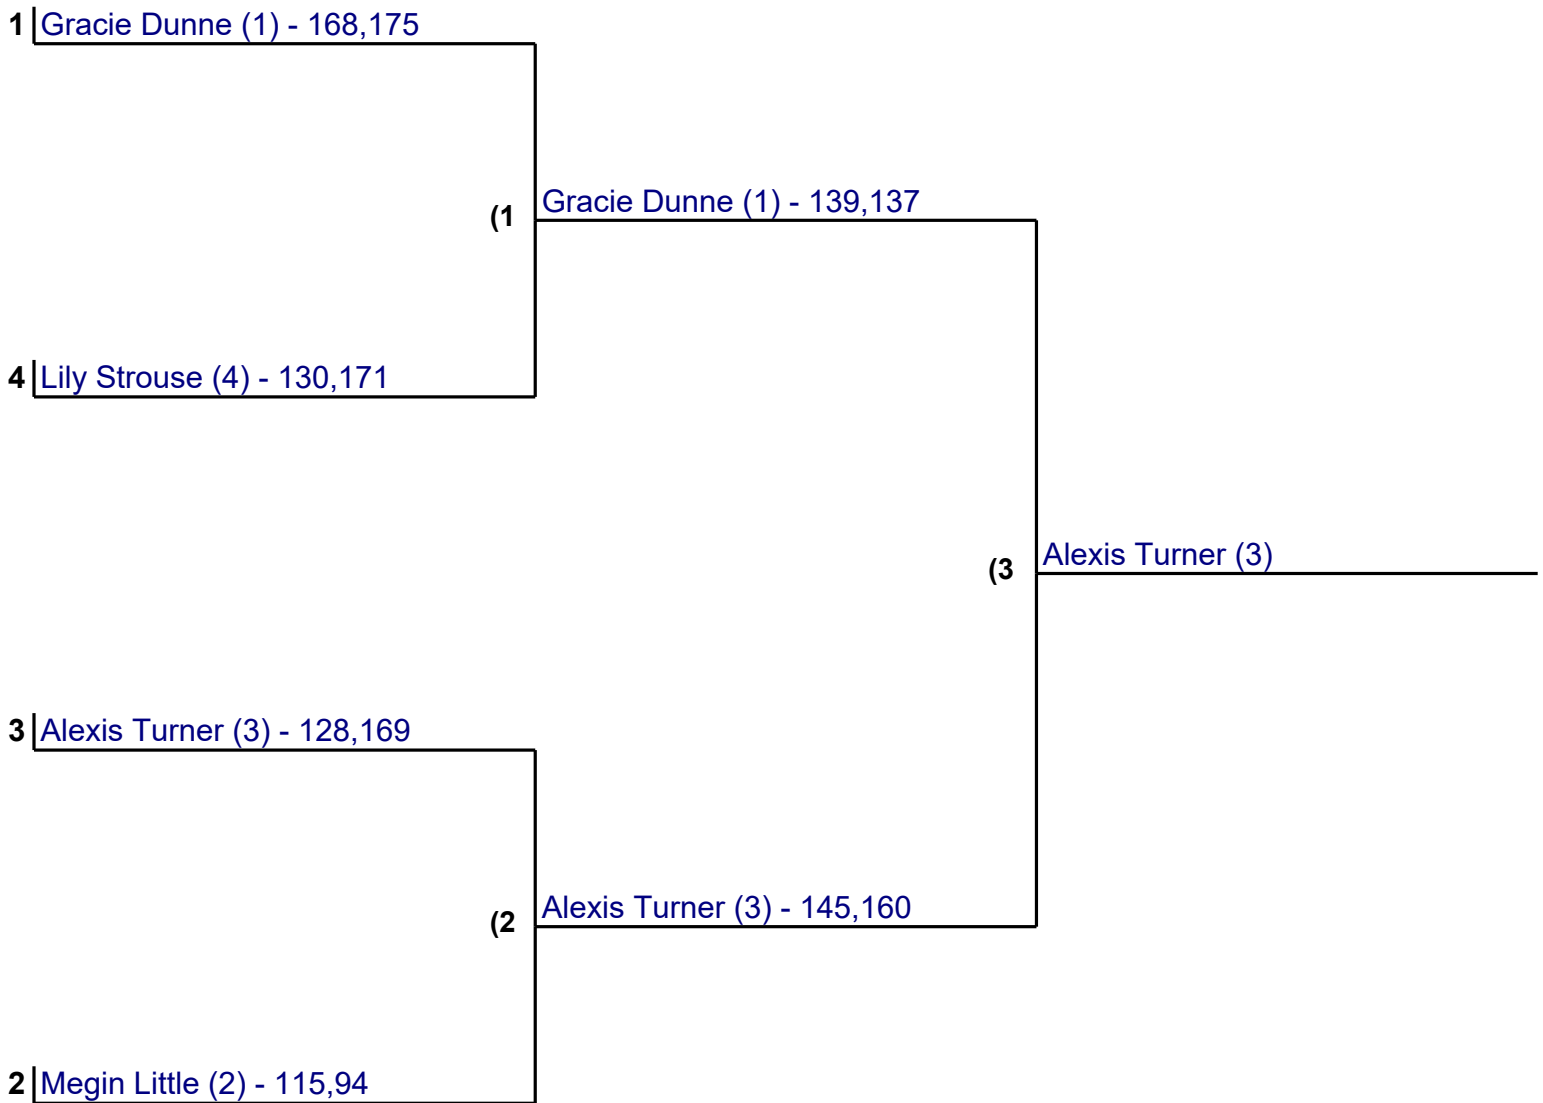 1 Gracie Dunne (1) - 168,175
(1 Gracie Dunne (1) - 139,137
4 Lily Strouse (4) - 130,171
(3 Alexis Turner (3)
3 Alexis Turner (3) - 128,169
(2 Alexis Turner (3) - 145,160
2 Megin Little (2) - 115,94